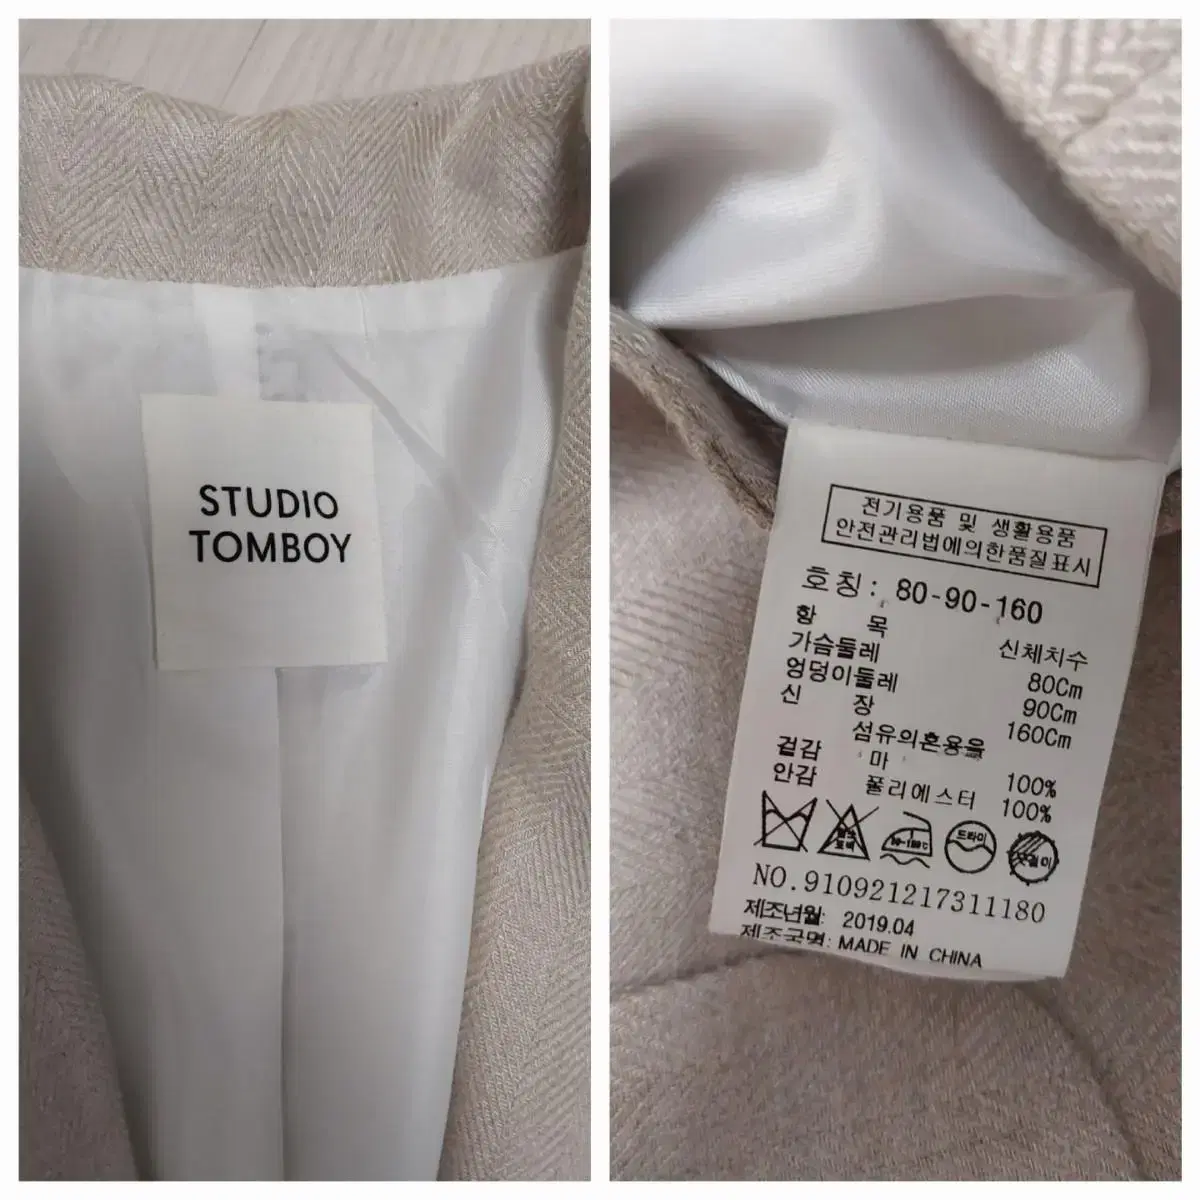 STUDIO
TOMBOY
전기용품 및 생활용품
안전관리법에의한품질표시
호칭: 80-90-160
항 목 신체치수
가슴둘레 80Cm
엉덩이둘레 90Cm
신 장 160Cm
섬유의혼용율
겉감 마 100%
안감 폴리에스터 100%
드라이
NO.910921217311180
제조년월: 2019.04
제조국명: MADE IN CHINA